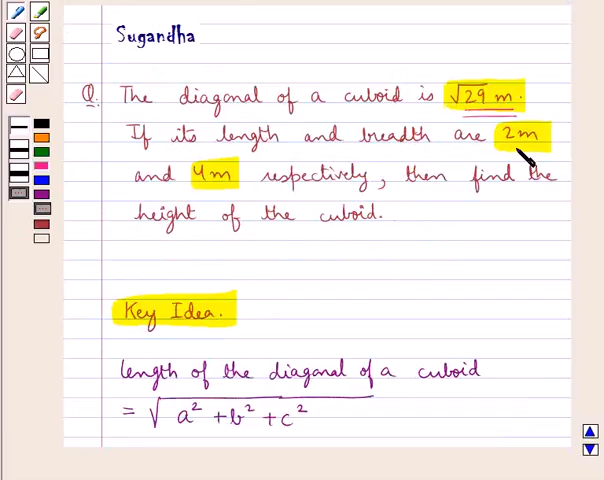 Sugandha
Q. The diagonal of a cuboid is √29 m.
If its length and breadth are 2m
and 4m respectively, then find the
height of the cuboid.
Key Idea.
length of the diagonal of a cuboid
= √a² + b² + c²